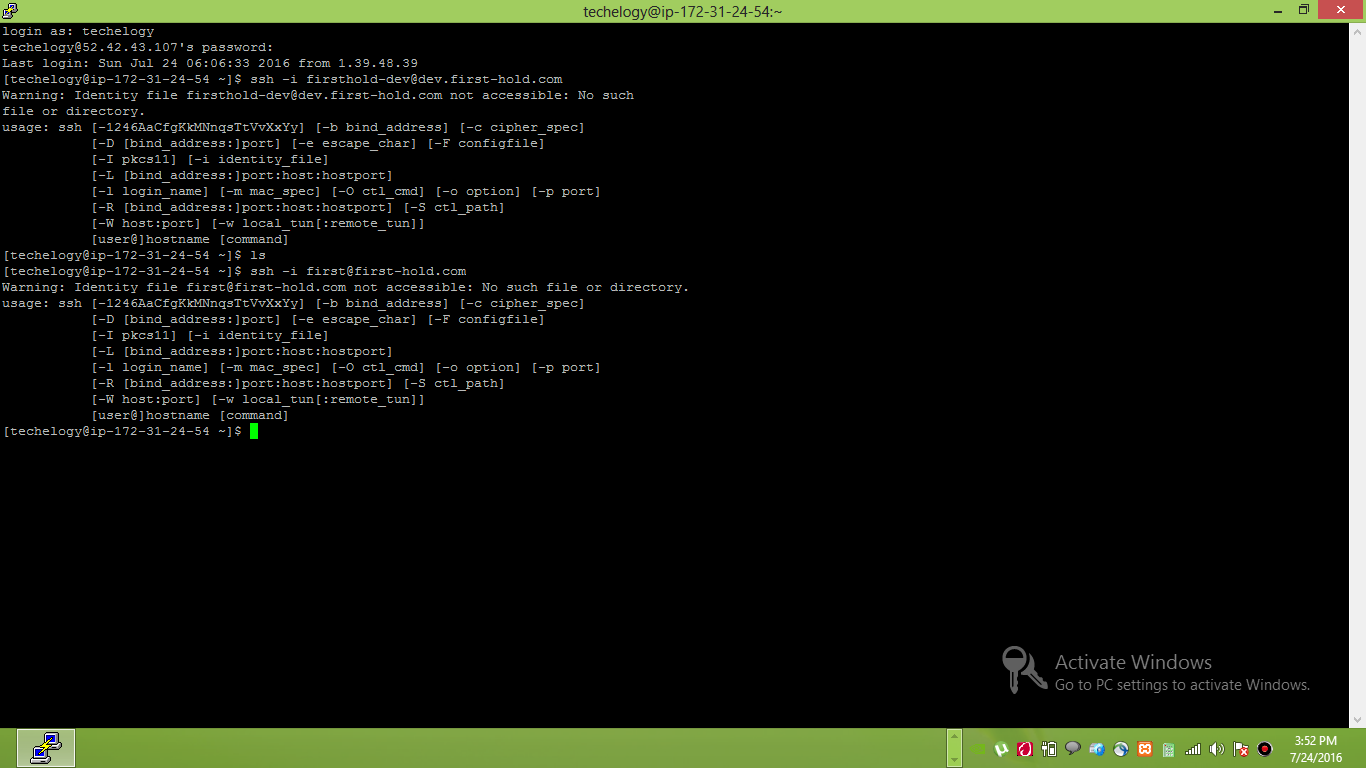 techelogy@ip-172-31-24-54:~
login as: techelogy
techelogy@52.42.43.107's password:
Last login: Sun Jul 24 06:06:33 2016 from 1.39.48.39
[techelogy@ip-172-31-24-54 ~]$ ssh -i firsthold-dev@dev.first-hold.com
Warning: Identity file firsthold-dev@dev.first-hold.com not accessible: No such
file or directory.
usage: ssh [-1246AaCfgKkMNnqsTtVvXxYy] [-b bind_address] [-c cipher_spec]
           [-D [bind_address:]port] [-e escape_char] [-F configfile]
           [-I pkcs11] [-i identity_file]
           [-L [bind_address:]port:host:hostport]
           [-l login_name] [-m mac_spec] [-O ctl_cmd] [-o option] [-p port]
           [-R [bind_address:]port:host:hostport] [-S ctl_path]
           [-W host:port] [-w local_tun[:remote_tun]]
           [user@]hostname [command]
[techelogy@ip-172-31-24-54 ~]$ ls
[techelogy@ip-172-31-24-54 ~]$ ssh -i first@first-hold.com
Warning: Identity file first@first-hold.com not accessible: No such file or directory.
usage: ssh [-1246AaCfgKkMNnqsTtVvXxYy] [-b bind_address] [-c cipher_spec]
           [-D [bind_address:]port] [-e escape_char] [-F configfile]
           [-I pkcs11] [-i identity_file]
           [-L [bind_address:]port:host:hostport]
           [-l login_name] [-m mac_spec] [-O ctl_cmd] [-o option] [-p port]
           [-R [bind_address:]port:host:hostport] [-S ctl_path]
           [-W host:port] [-w local_tun[:remote_tun]]
           [user@]hostname [command]
[techelogy@ip-172-31-24-54 ~]$
Activate Windows
Go to PC settings to activate Windows.
3:52 PM
7/24/2016